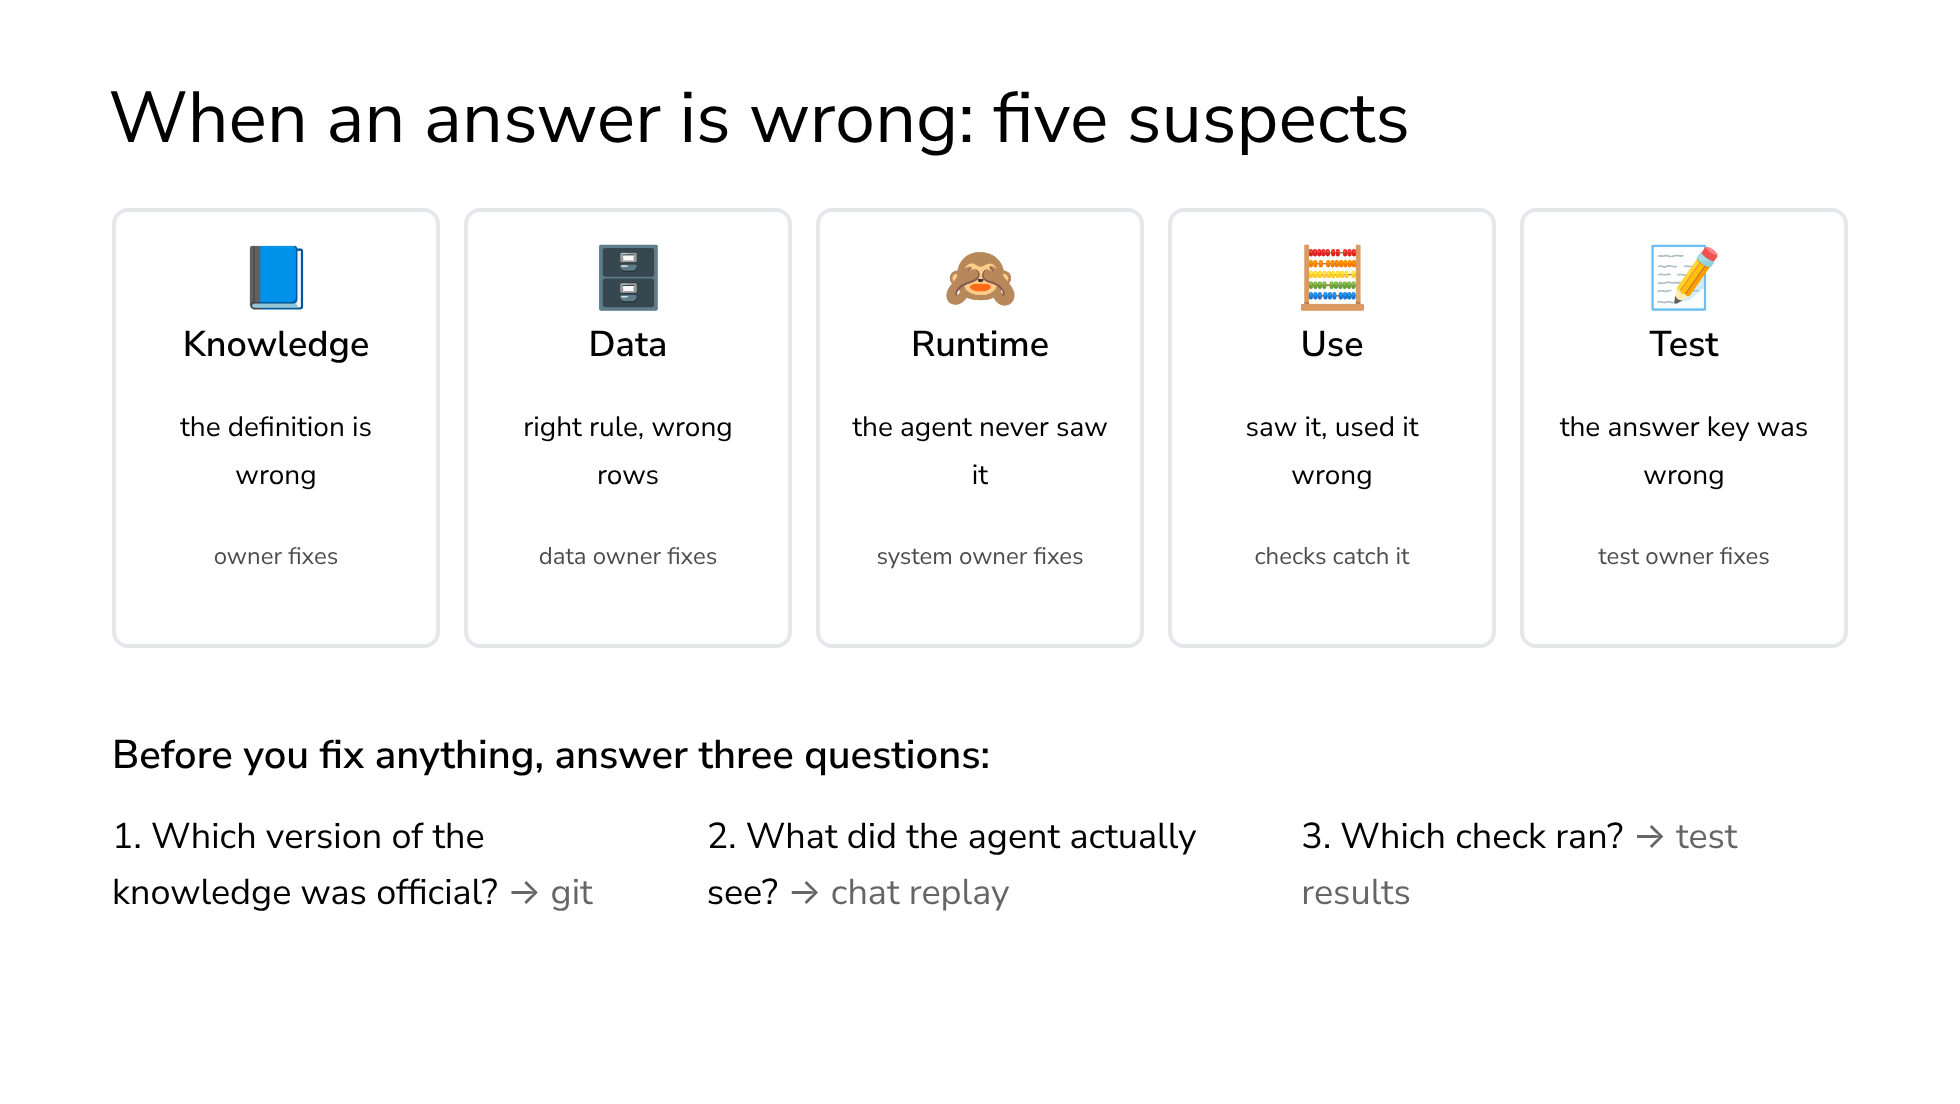 When an answer is wrong: five suspects
Knowledge
the definition is
wrong
owner fixes
Data
right rule, wrong
rows
data owner fixes
Runtime
the agent never saw
it
system owner fixes
Use
saw it, used it
wrong
checks catch it
Test
the answer key was
wrong
test owner fixes
Before you fix anything, answer three questions:
1. Which version of the
knowledge was official? → git
2. What did the agent actually
see? → chat replay
3. Which check ran? → test
results